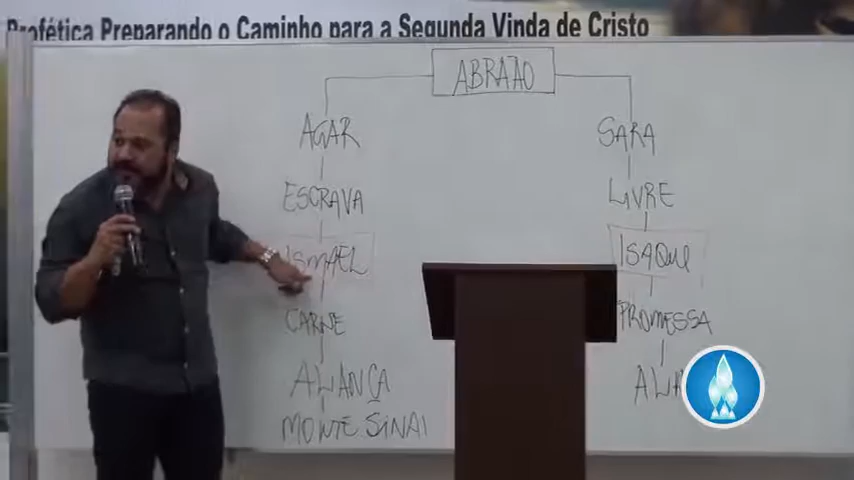 Profética Preparando o Caminho para a Segunda Vinda de Cristo
ABRAÃO
AGAR
SARA
ESCRAVA
LIVRE
ISMAEL
ISAQUE
CARNE
PROMESSA
ALIANÇA
MONTE SINAI